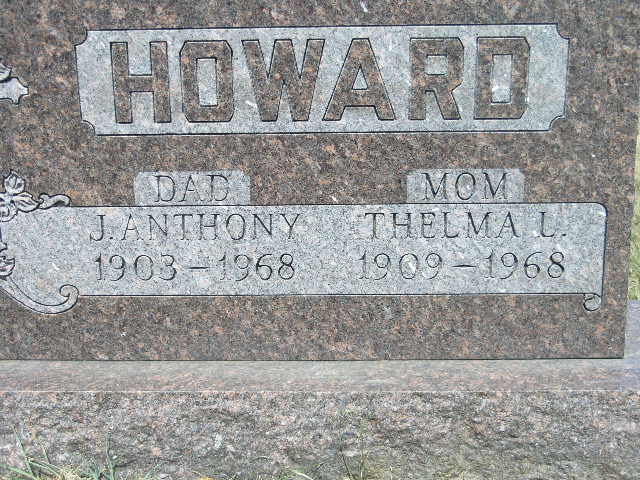 HOWARD
DAD MOM
J. ANTHONY THELMA L.
1903 – 1968 1909 – 1968